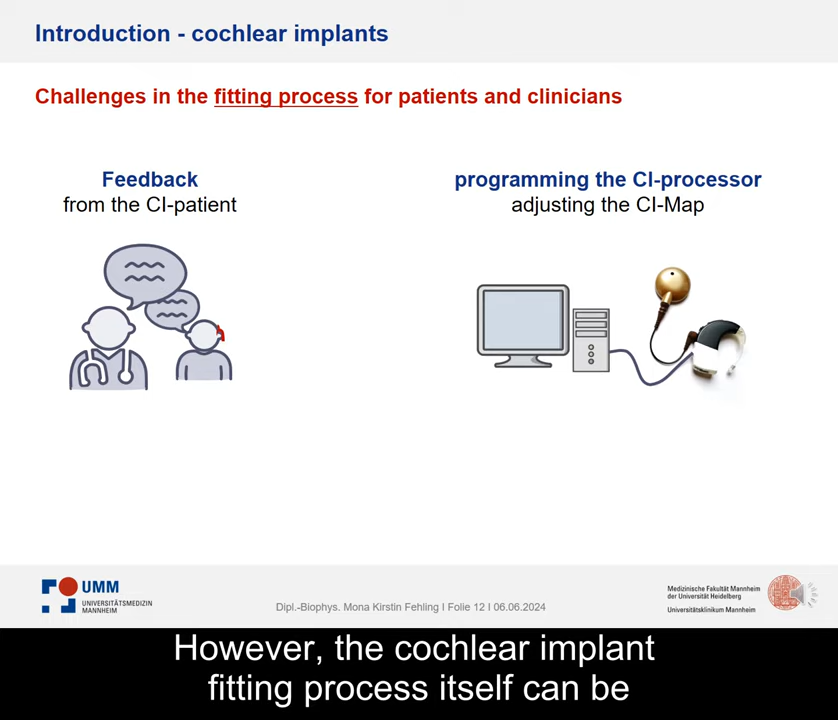 Introduction - cochlear implants
Challenges in the fitting process for patients and clinicians
Feedback
from the CI-patient
programming the CI-processor
adjusting the CI-Map
UMM
UNIVERSITÄTSMEDIZIN
MANNHEIM
Dipl.-Biophys. Mona Kirstin Fehling I Folie 12 I 06.06.2024
Medizinische Fakultät Mannheim
der Universität Heidelberg
Universitätsklinikum Mannheim
However, the cochlear implant
fitting process itself can be